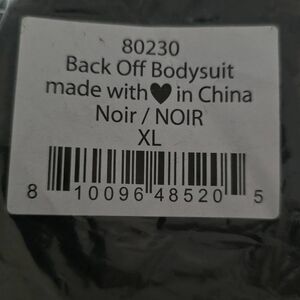 80230
Back Off Bodysuit
made with♥in China
Noir / NOIR
XL
8 10096 48520 5